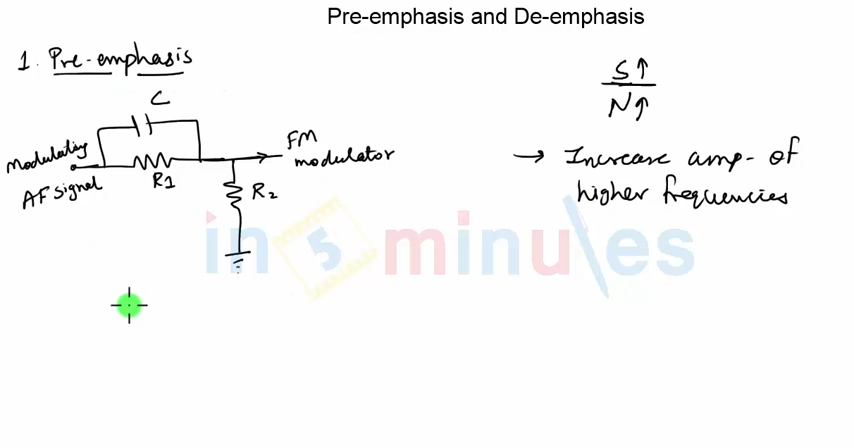 Pre-emphasis and De-emphasis
1. Pre-emphasis
C
Modulating
AF signal
R1
FM
modulator
R2
S↑
N↑
→ Increase amp- of
higher frequencies
in 5 minutes